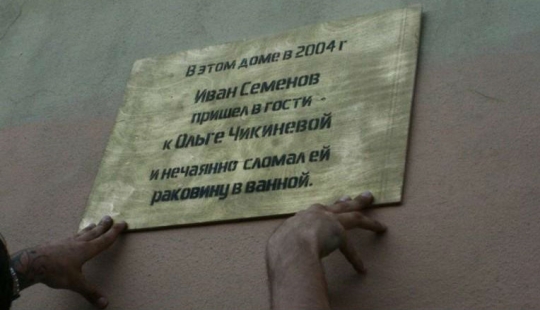 В этом доме в 2004 г
Иван Семенов
пришел в гости
к Ольге Чикиневой
и нечаянно сломал ей
раковину в ванной.